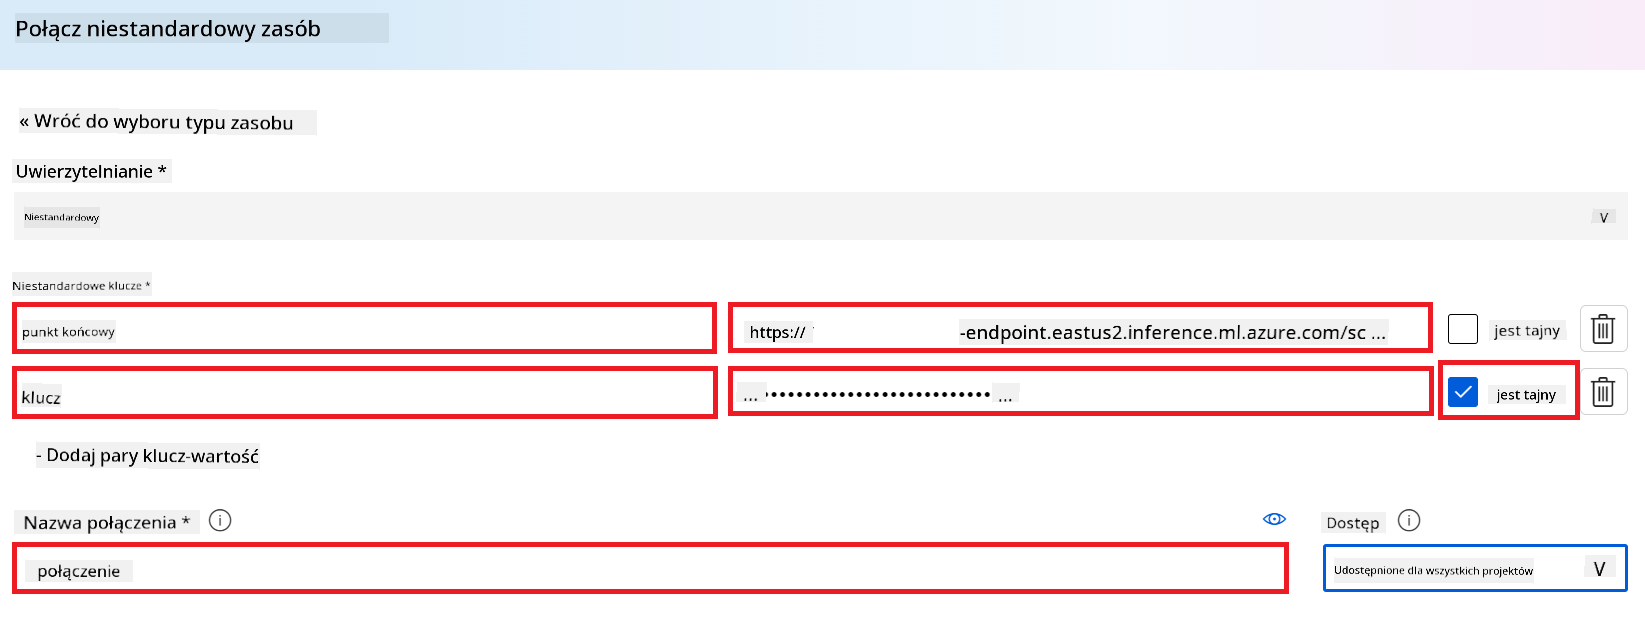 Połącz niestandardowy zasób
« Wróć do wyboru typu zasobu
Uwierzytelnianie *
Niestandardowy V
Niestandardowe klucze *
punkt końcowy https:// -endpoint.eastus2.inference.ml.azure.com/sc ... jest tajny
klucz ... •••••••••••••••••••••••••••• ... jest tajny
- Dodaj pary klucz-wartość
Nazwa połączenia * Dostęp
połączenie Udostępnione dla wszystkich projektów V